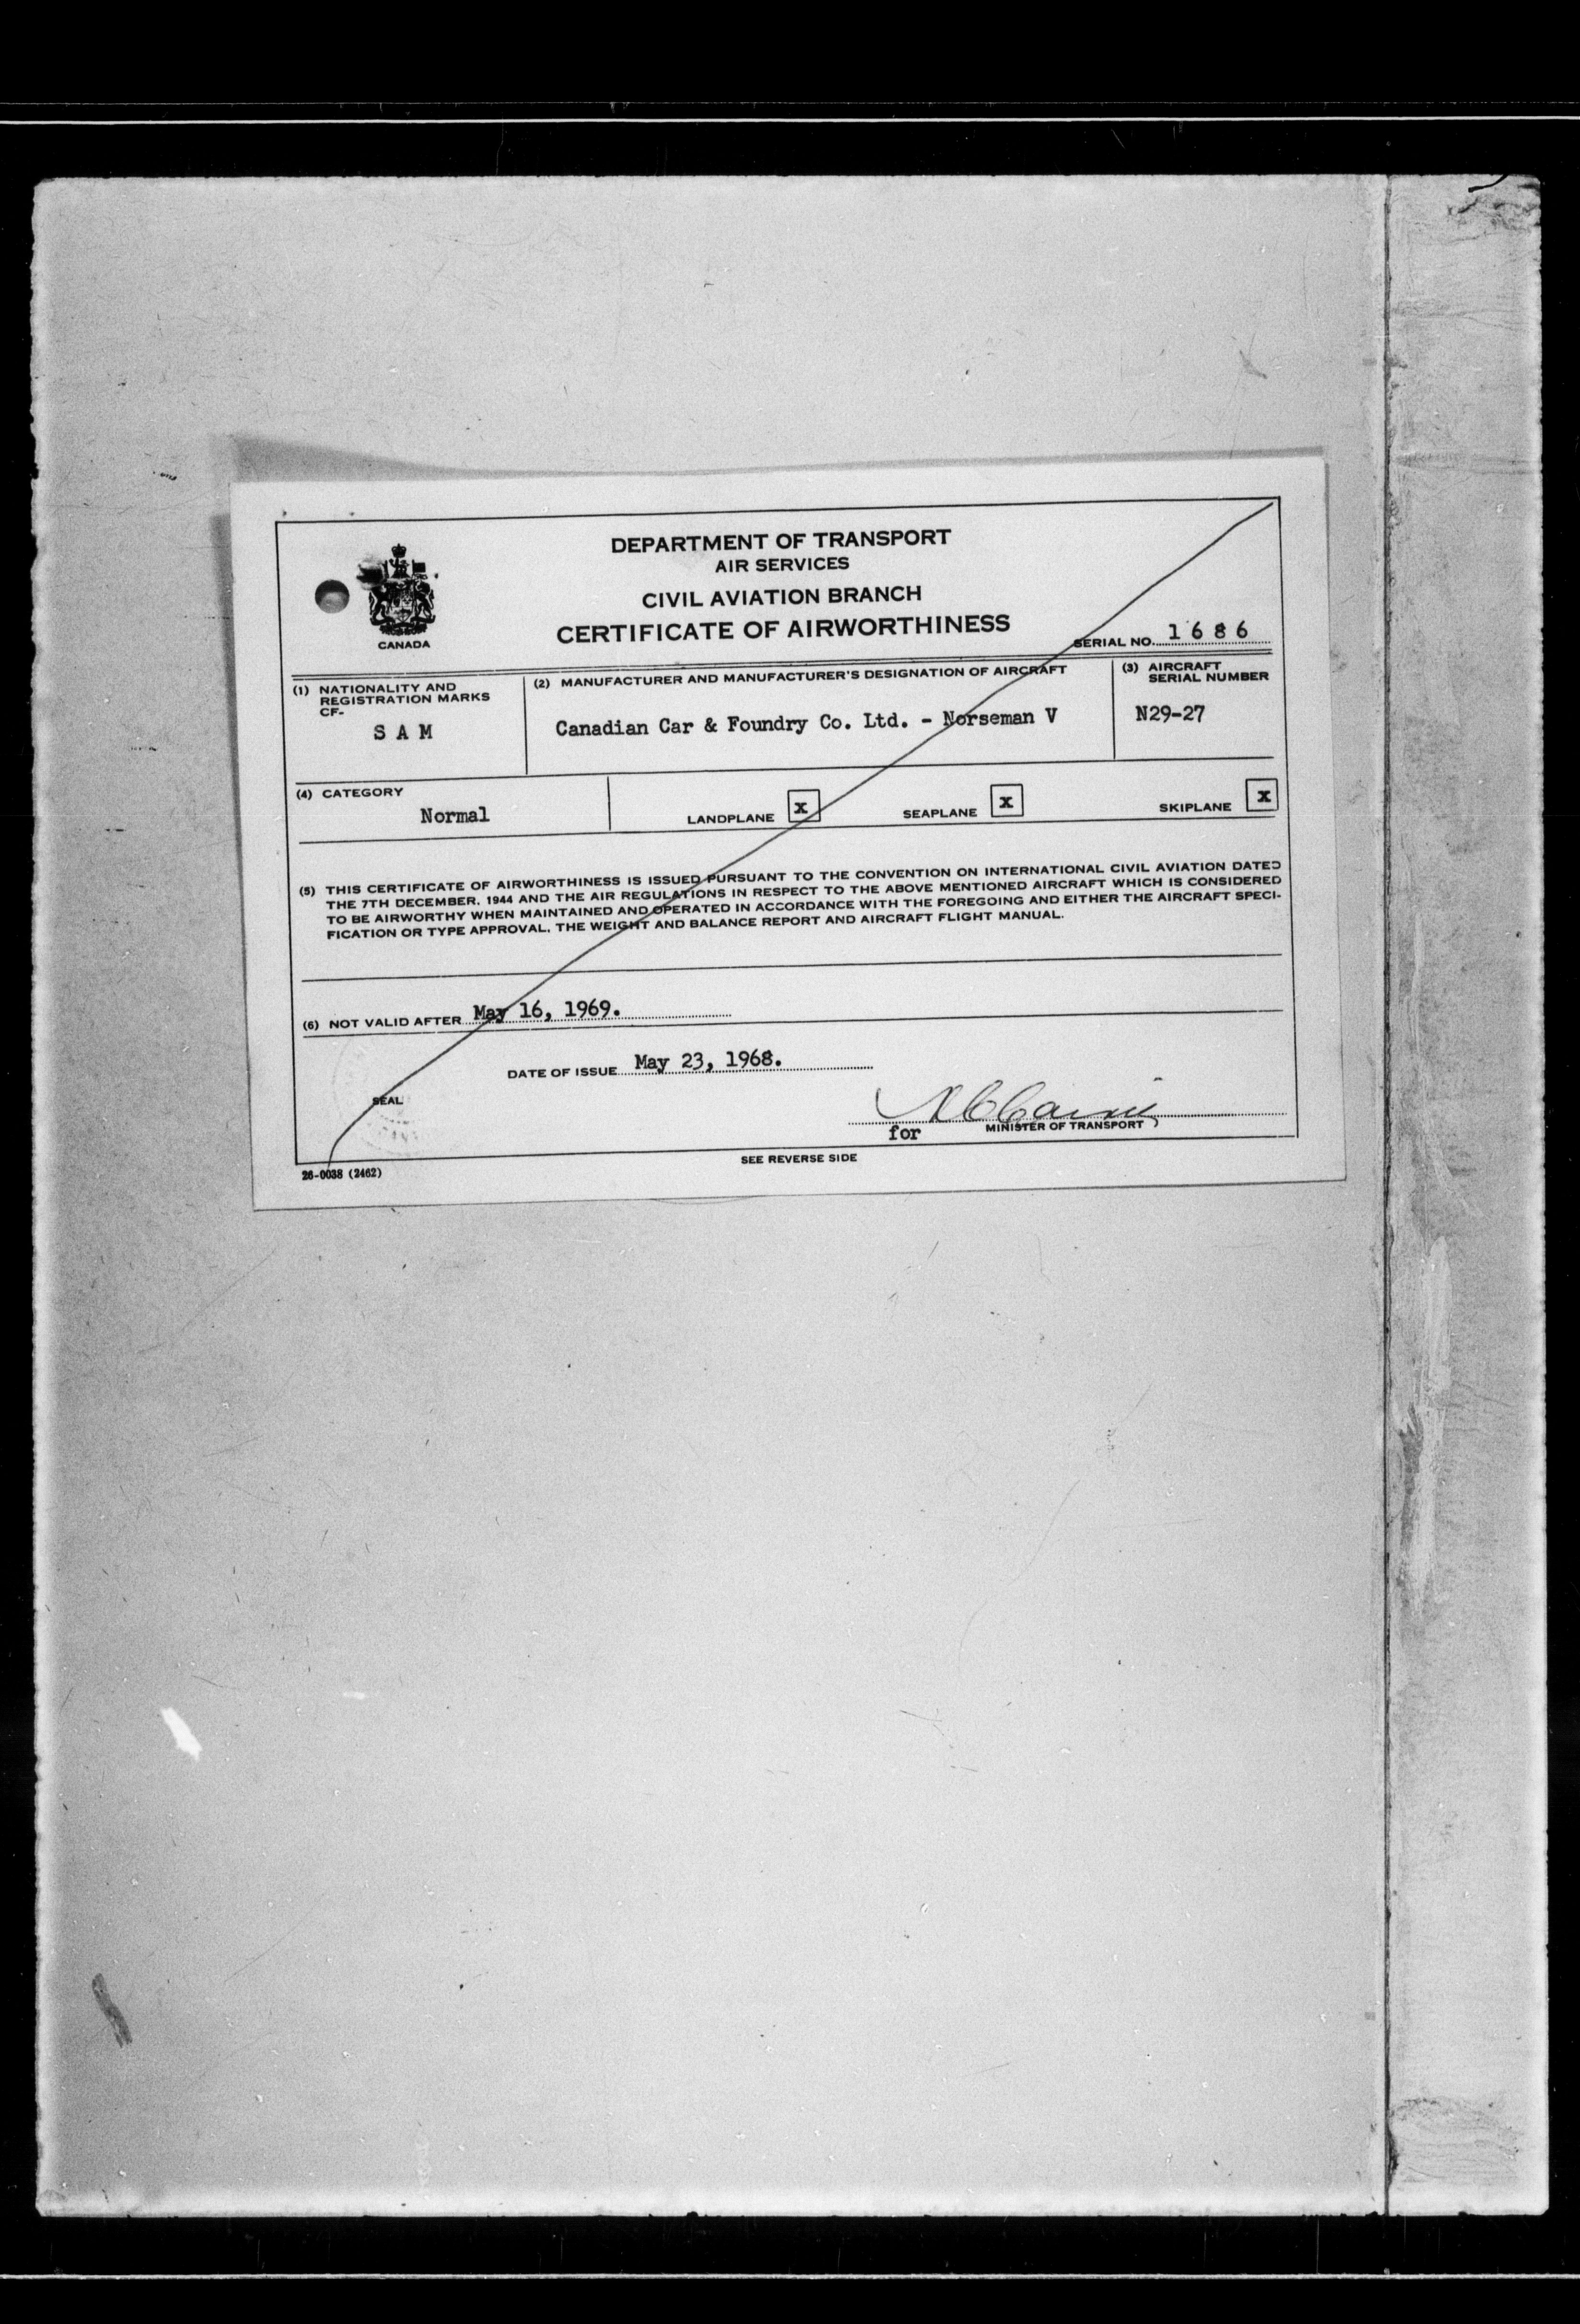 DEPARTMENT OF TRANSPORT
AIR SERVICES
CIVIL AVIATION BRANCH
CERTIFICATE OF AIRWORTHINESS
CANADA
SERIAL NO. 1686
(1) NATIONALITY AND
REGISTRATION MARKS
CF-
S A M
(2) MANUFACTURER AND MANUFACTURER'S DESIGNATION OF AIRCRAFT
Canadian Car & Foundry Co. Ltd. - Norseman V
(3) AIRCRAFT
SERIAL NUMBER
N29-27
(4) CATEGORY
Normal
LANDPLANE x SEAPLANE x SKIPLANE x
(5) THIS CERTIFICATE OF AIRWORTHINESS IS ISSUED PURSUANT TO THE CONVENTION ON INTERNATIONAL CIVIL AVIATION DATED
THE 7TH DECEMBER, 1944 AND THE AIR REGULATIONS IN RESPECT TO THE ABOVE MENTIONED AIRCRAFT WHICH IS CONSIDERED
TO BE AIRWORTHY WHEN MAINTAINED AND OPERATED IN ACCORDANCE WITH THE FOREGOING AND EITHER THE AIRCRAFT SPECI-
FICATION OR TYPE APPROVAL, THE WEIGHT AND BALANCE REPORT AND AIRCRAFT FLIGHT MANUAL.
(6) NOT VALID AFTER May 16, 1969.
DATE OF ISSUE May 23, 1968.
SEAL
for MINISTER OF TRANSPORT
26-0038 (2462)
SEE REVERSE SIDE